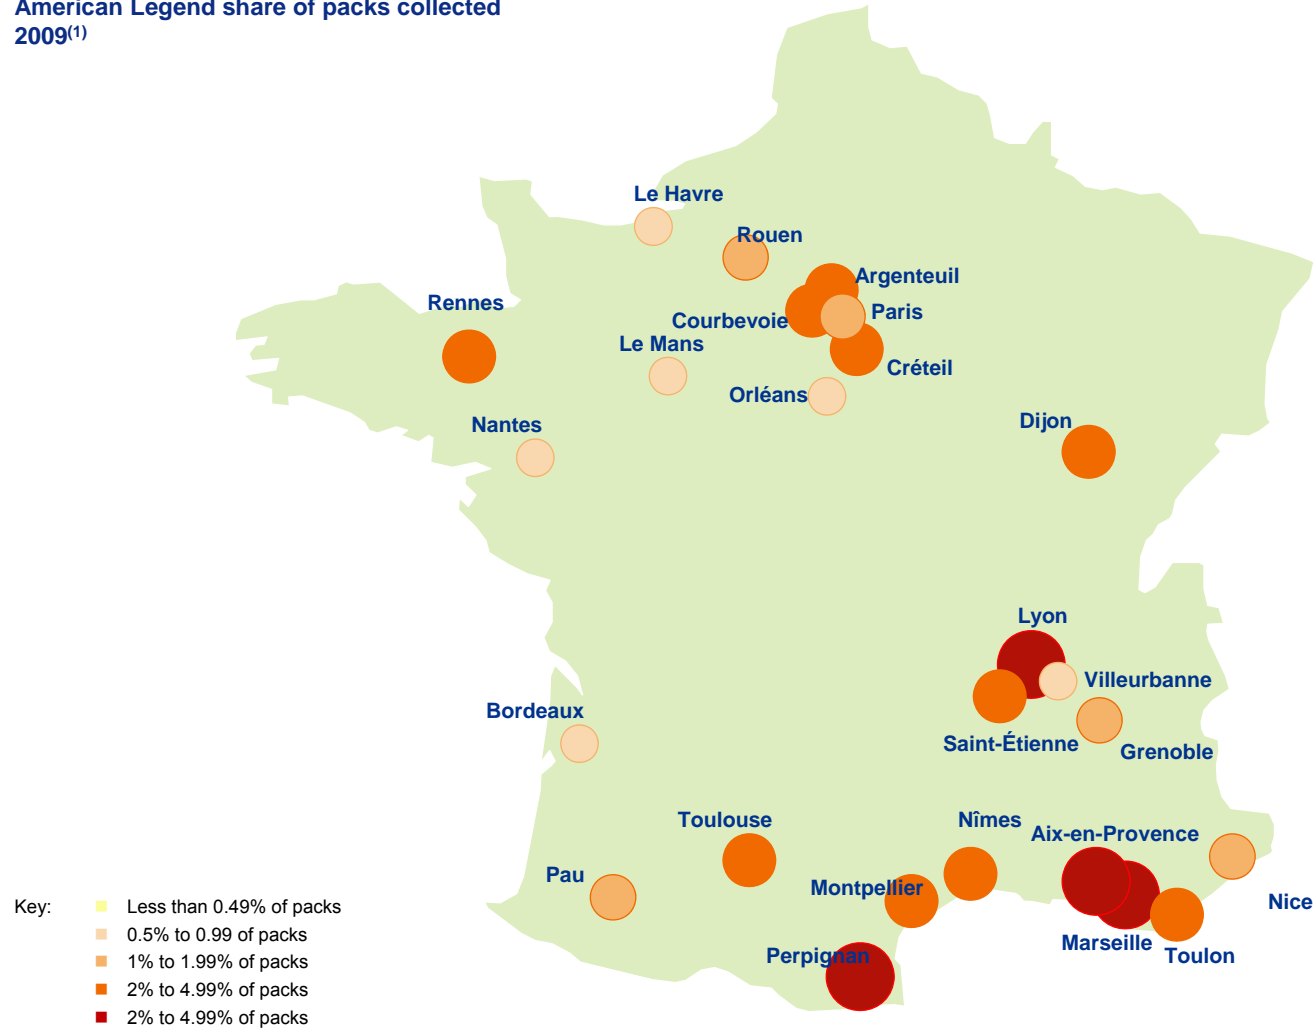 American Legend share of packs collected
2009(1)
Le Havre
Rouen
Argenteuil
Rennes
Paris
Courbevoie
Le Mans
Créteil
Orléans
Nantes
Dijon
Lyon
Villeurbanne
Bordeaux
Saint-Étienne
Grenoble
Toulouse
Nîmes
Aix-en-Provence
Pau
Montpellier
Nice
Marseille
Toulon
Perpignan
Key:
Less than 0.49% of packs
0.5% to 0.99 of packs
1% to 1.99% of packs
2% to 4.99% of packs
2% to 4.99% of packs